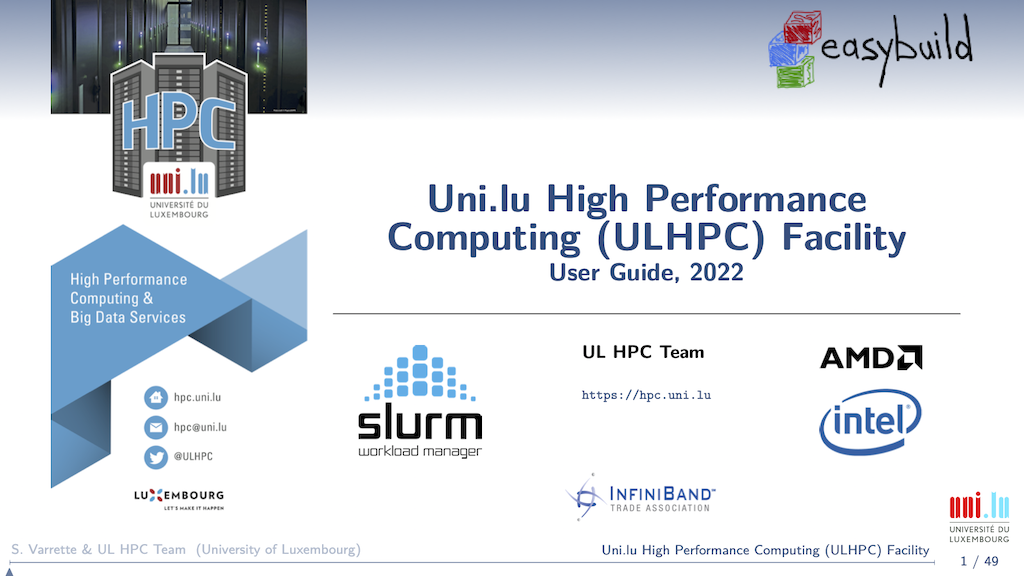 easybuild
HPC
uni.lu
UNIVERSITÉ DU
LUXEMBOURG
Uni.lu High Performance
Computing (ULHPC) Facility
User Guide, 2022
High Performance
Computing &
Big Data Services
hpc.uni.lu
hpc@uni.lu
@ULHPC
LUXEMBOURG
LET'S MAKE IT HAPPEN
slurm
workload manager
UL HPC Team
https://hpc.uni.lu
AMD
intel®
INFINIBAND™
TRADE ASSOCIATION
uni.lu
UNIVERSITÉ DU
LUXEMBOURG
S. Varrette & UL HPC Team (University of Luxembourg)
Uni.lu High Performance Computing (ULHPC) Facility
1 / 49